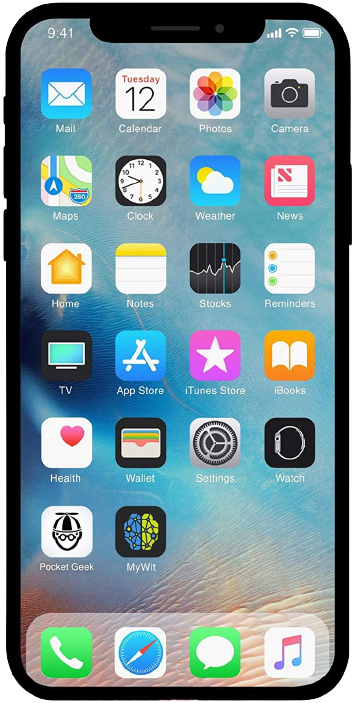 9:41
Tuesday
12
Mail Calendar Photos Camera
280
Maps Clock Weather News
Home Notes Stocks Reminders
TV App Store iTunes Store iBooks
Health Wallet Settings Watch
Pocket Geek MyWit